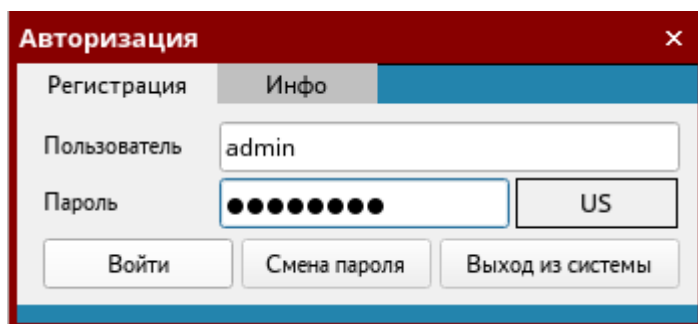 Авторизация ×
Регистрация Инфо
Пользователь admin
Пароль ●●●●●●●● US
Войти Смена пароля Выход из системы